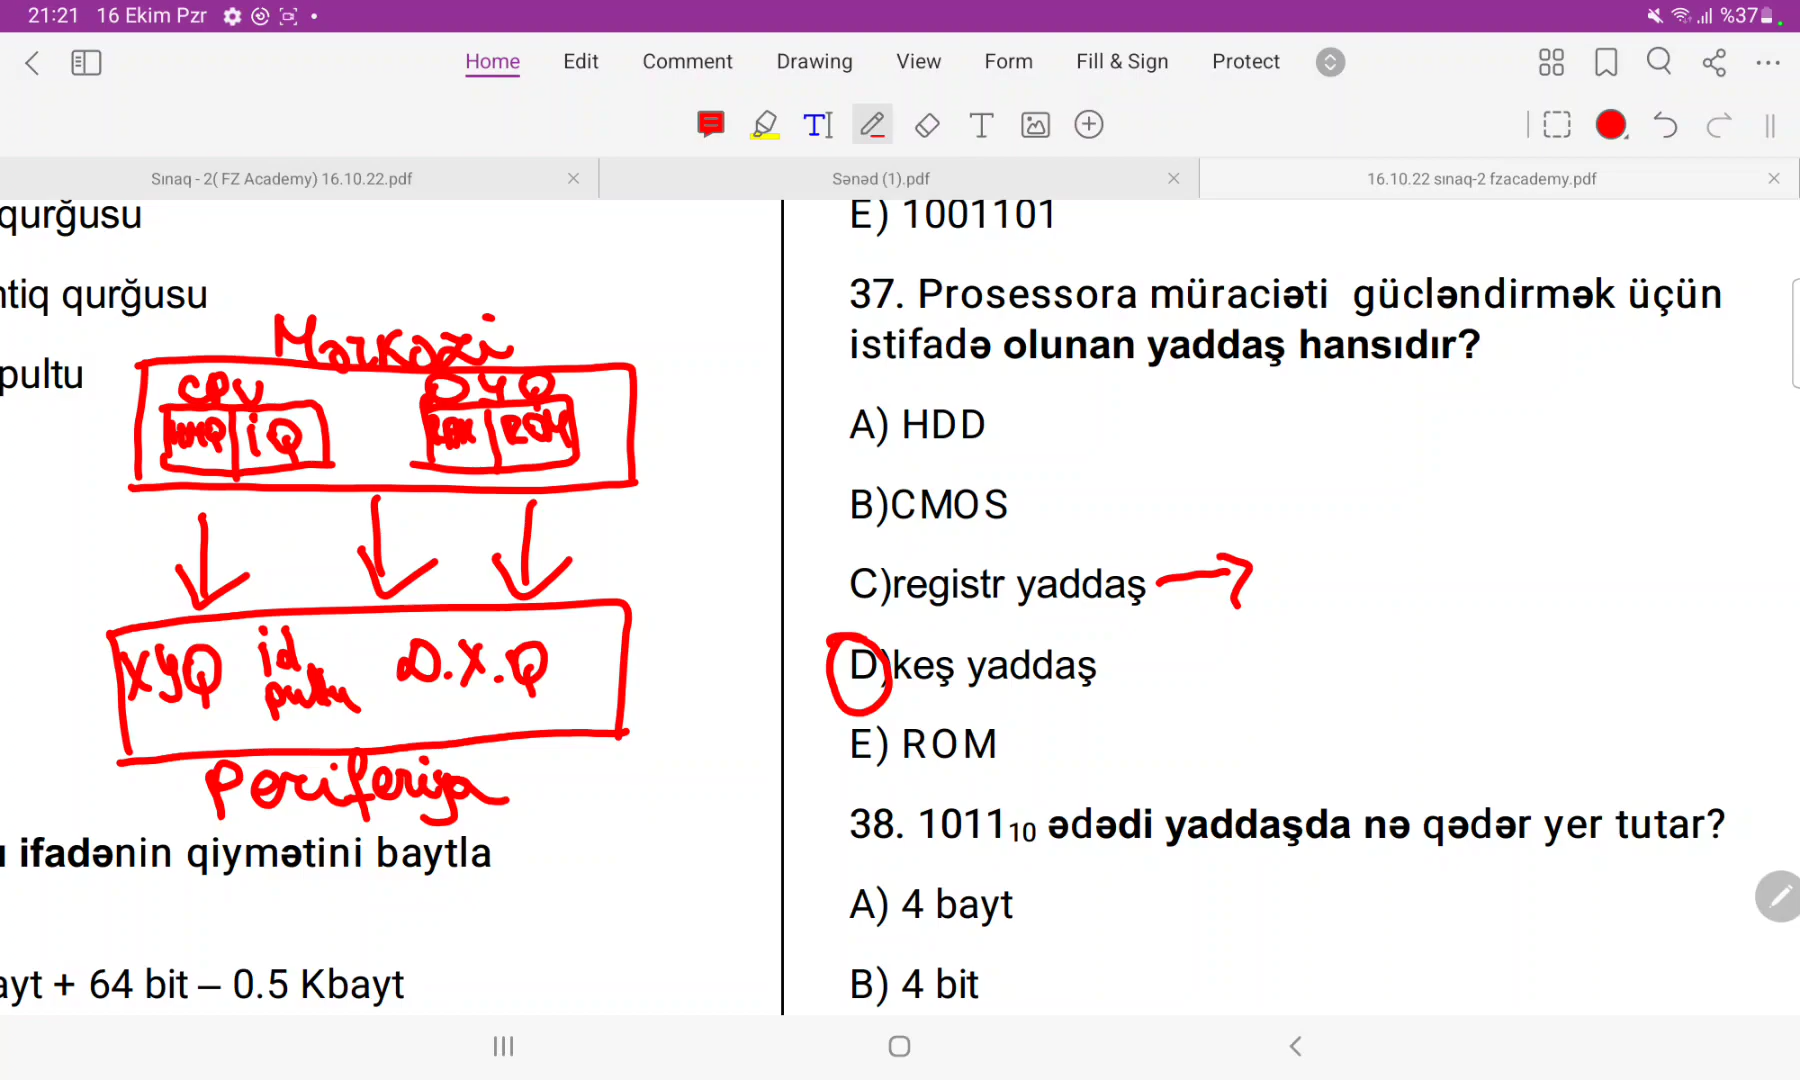 21:21 16 Ekim Pzr %37
Home Edit Comment Drawing View Form Fill & Sign Protect
Sınaq - 2( FZ Academy) 16.10.22.pdf
Sənəd (1).pdf
16.10.22 sınaq-2 fzacademy.pdf
qurğusu
ntiq qurğusu
pultu
Mərkəzi
CPU DYQ
HMQ İQ RAM ROM
XYQ id pultu D.X.Q
Periferiya
ı ifadənin qiymətini baytla
ayt + 64 bit – 0.5 Kbayt
E) 1001101
37. Prosessora müraciəti gücləndirmək üçün
istifadə olunan yaddaş hansıdır?
A) HDD
B)CMOS
C)registr yaddaş
D)keş yaddaş
E) ROM
38. 1011₁₀ ədədi yaddaşda nə qədər yer tutar?
A) 4 bayt
B) 4 bit